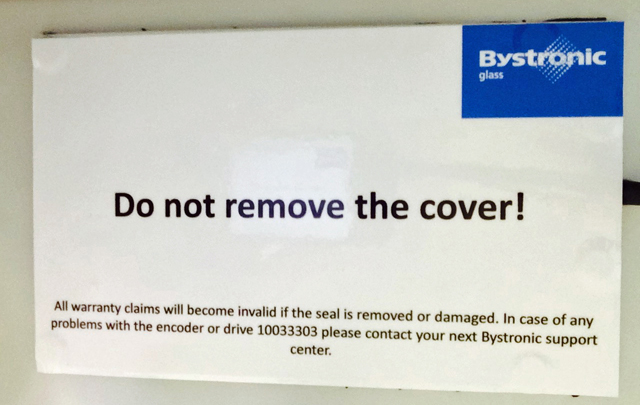 Bystronic
glass
Do not remove the cover!
All warranty claims will become invalid if the seal is removed or damaged. In case of any
problems with the encoder or drive 10033303 please contact your next Bystronic support
center.